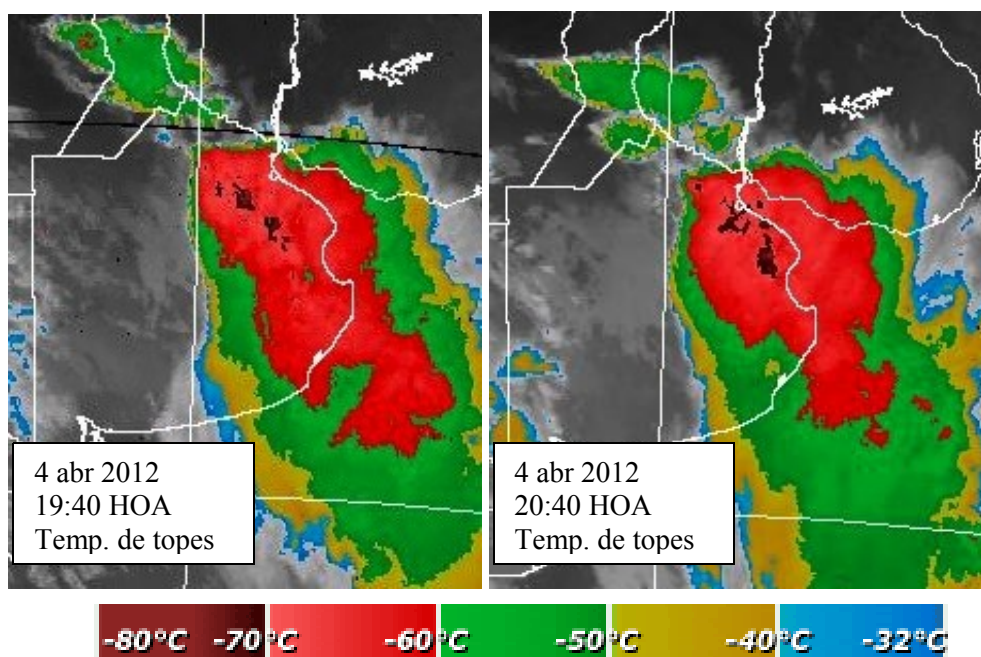 4 abr 2012
19:40 HOA
Temp. de topes
4 abr 2012
20:40 HOA
Temp. de topes
-80°C -70°C -60°C -50°C -40°C -32°C